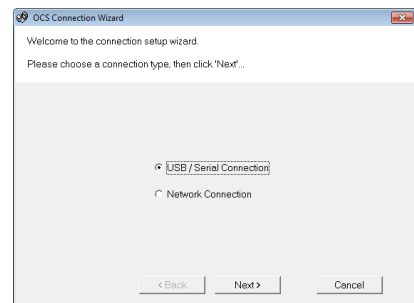 OCS Connection Wizard
Welcome to the connection setup wizard.
Please choose a connection type, then click 'Next'...
USB / Serial Connection
Network Connection
< Back
Next >
Cancel